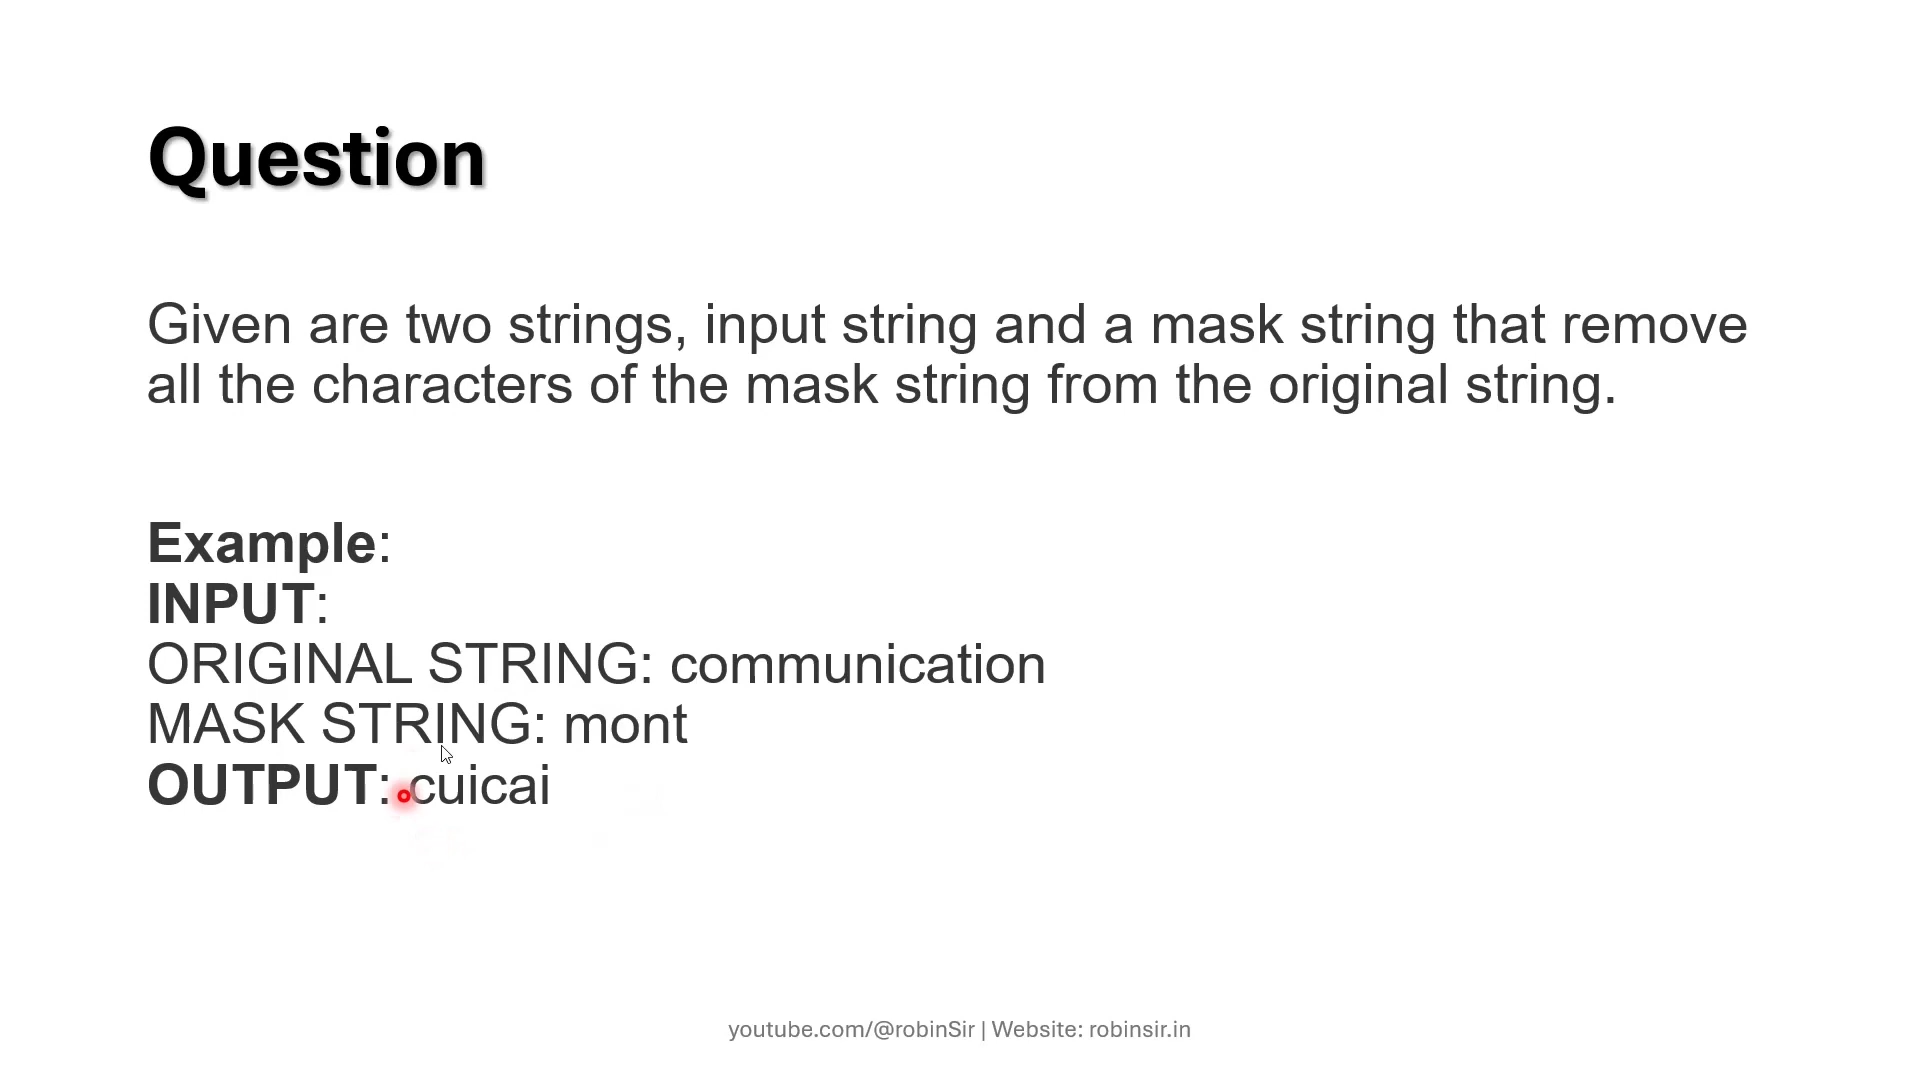 Question
Given are two strings, input string and a mask string that remove
all the characters of the mask string from the original string.
Example:
INPUT:
ORIGINAL STRING: communication
MASK STRING: mont
OUTPUT: cuicai
youtube.com/@robinSir | Website: robinsir.in